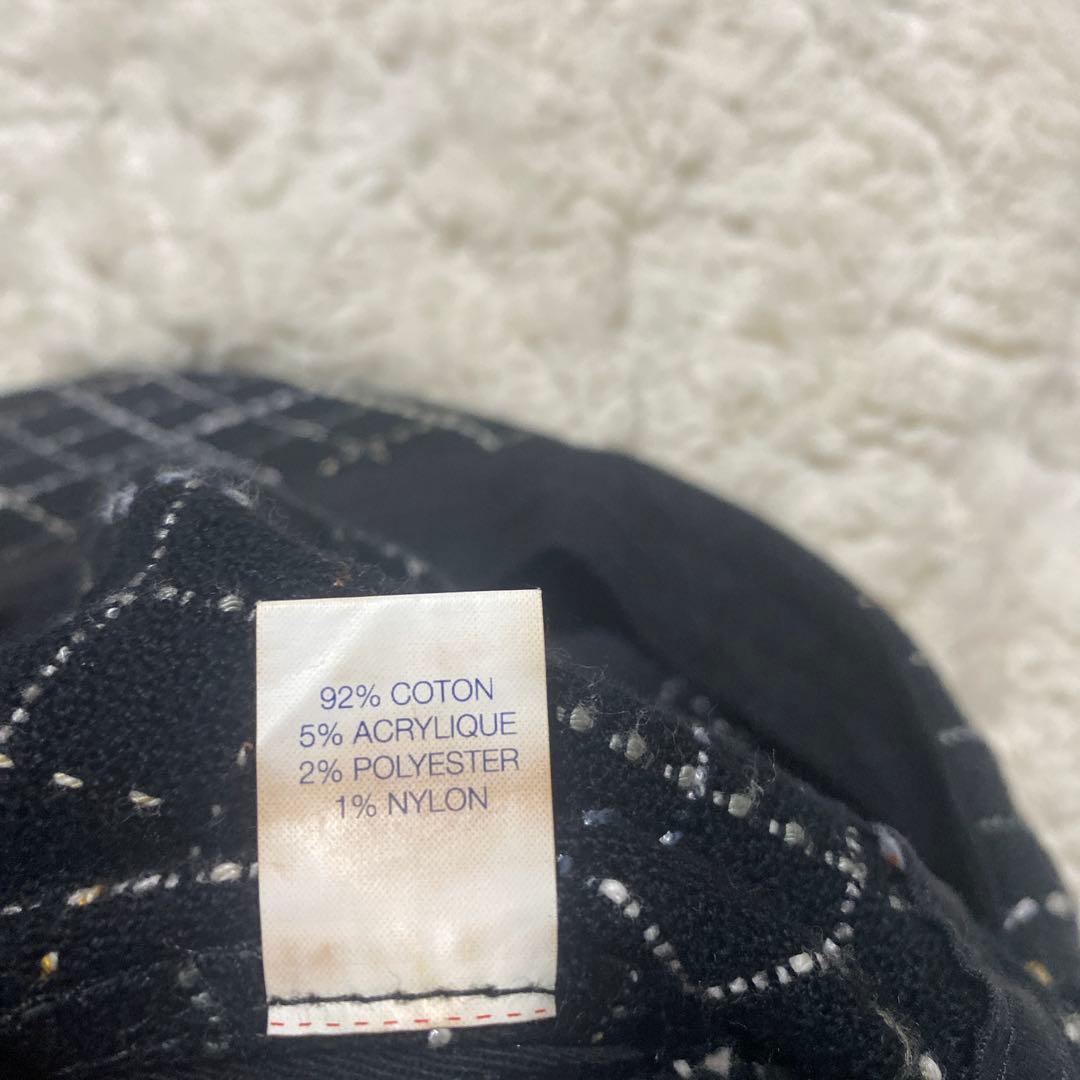 92% COTON
5% ACRYLIQUE
2% POLYESTER
1% NYLON